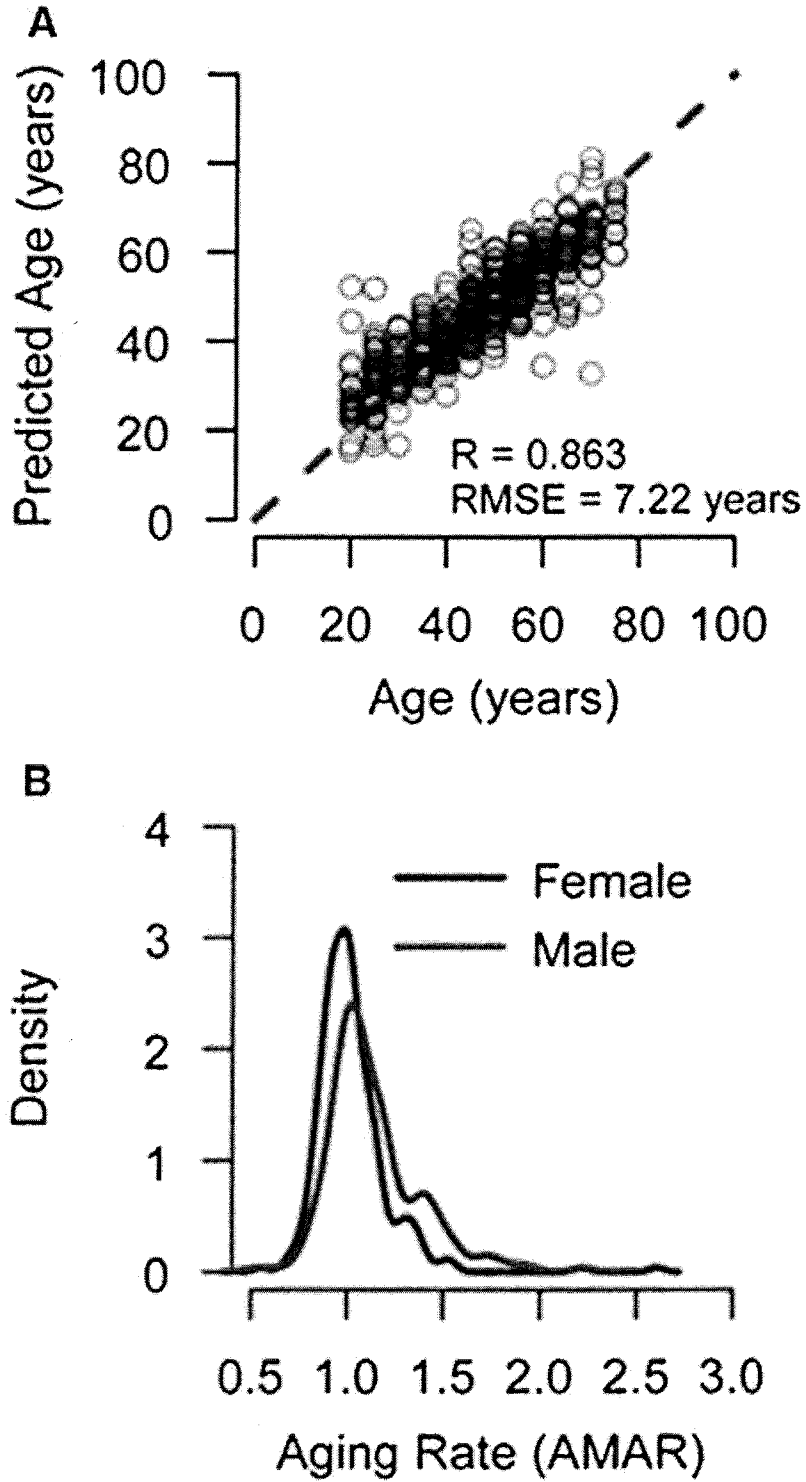 A
Predicted Age (years)
100
80
60
40
20
0
R = 0.863
RMSE = 7.22 years
0 20 40 60 80 100
Age (years)
B
Density
4
3
2
1
0
Female
Male
0.5 1.0 1.5 2.0 2.5 3.0
Aging Rate (AMAR)